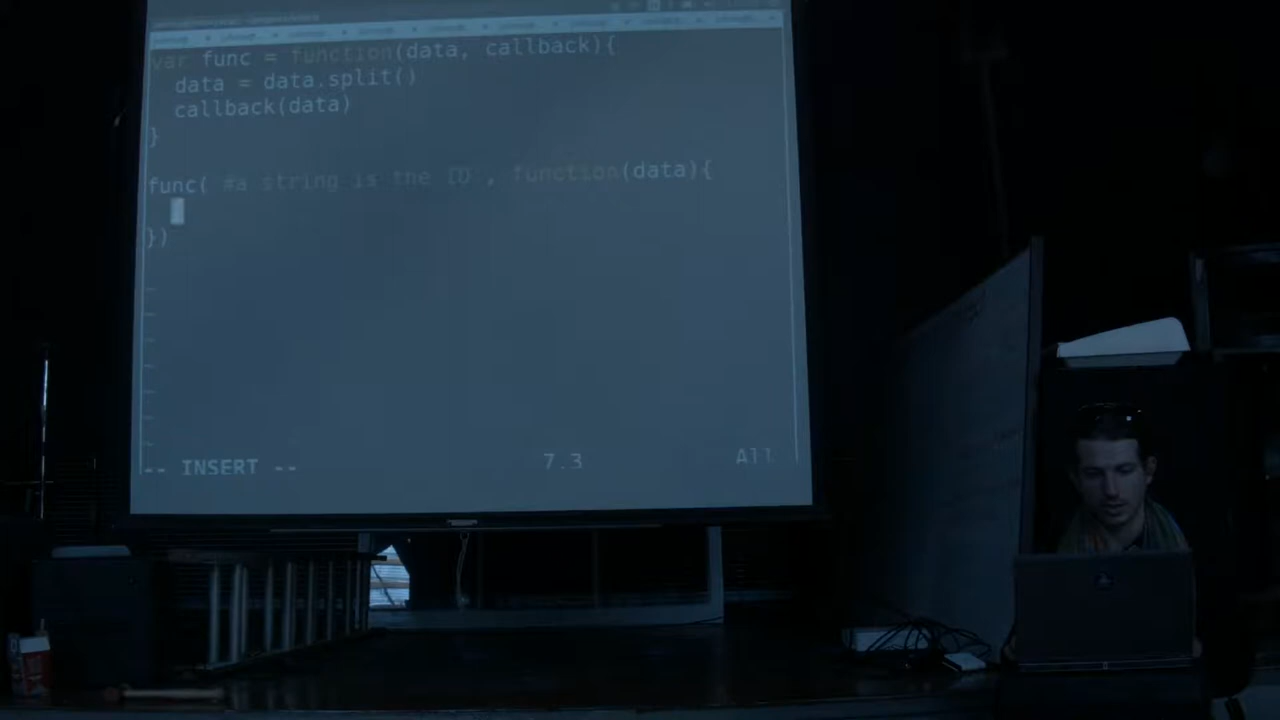 var func = function(data, callback){
data = data.split()
callback(data)
}
func( #a string is the ID , function(data){
})
-- INSERT -- 7.3 All